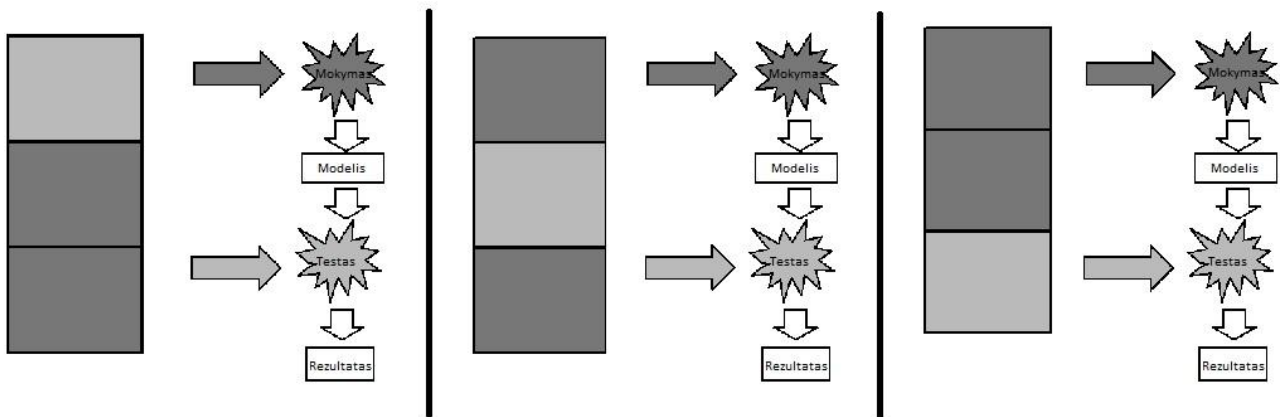 Mokymas
Modelis
Testas
Rezultatas
Mokymas
Modelis
Testas
Rezultatas
Mokymas
Modelis
Testas
Rezultatas